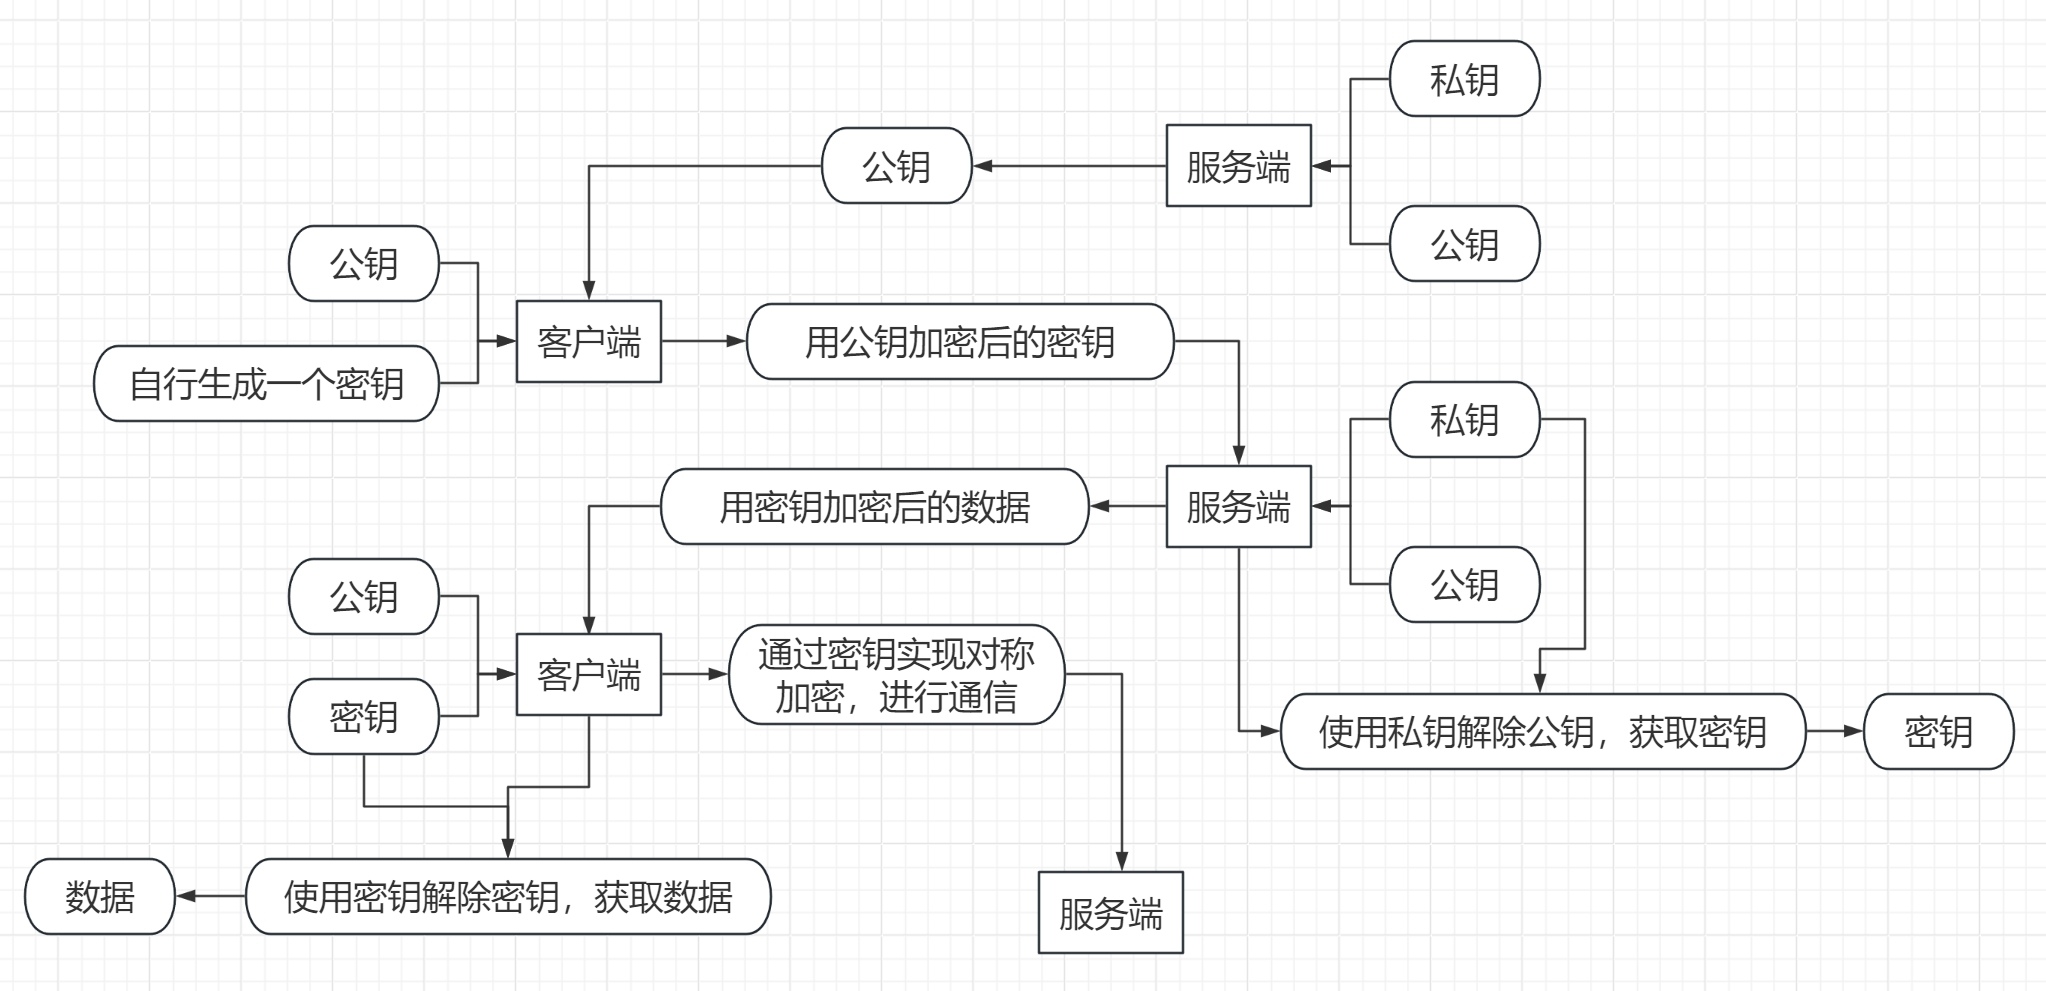 私钥
公钥
服务端
公钥
公钥
客户端
用公钥加密后的密钥
自行生成一个密钥
私钥
用密钥加密后的数据
服务端
公钥
公钥
客户端
通过密钥实现对称
加密，进行通信
密钥
使用私钥解除公钥，获取密钥
密钥
数据
使用密钥解除密钥，获取数据
服务端